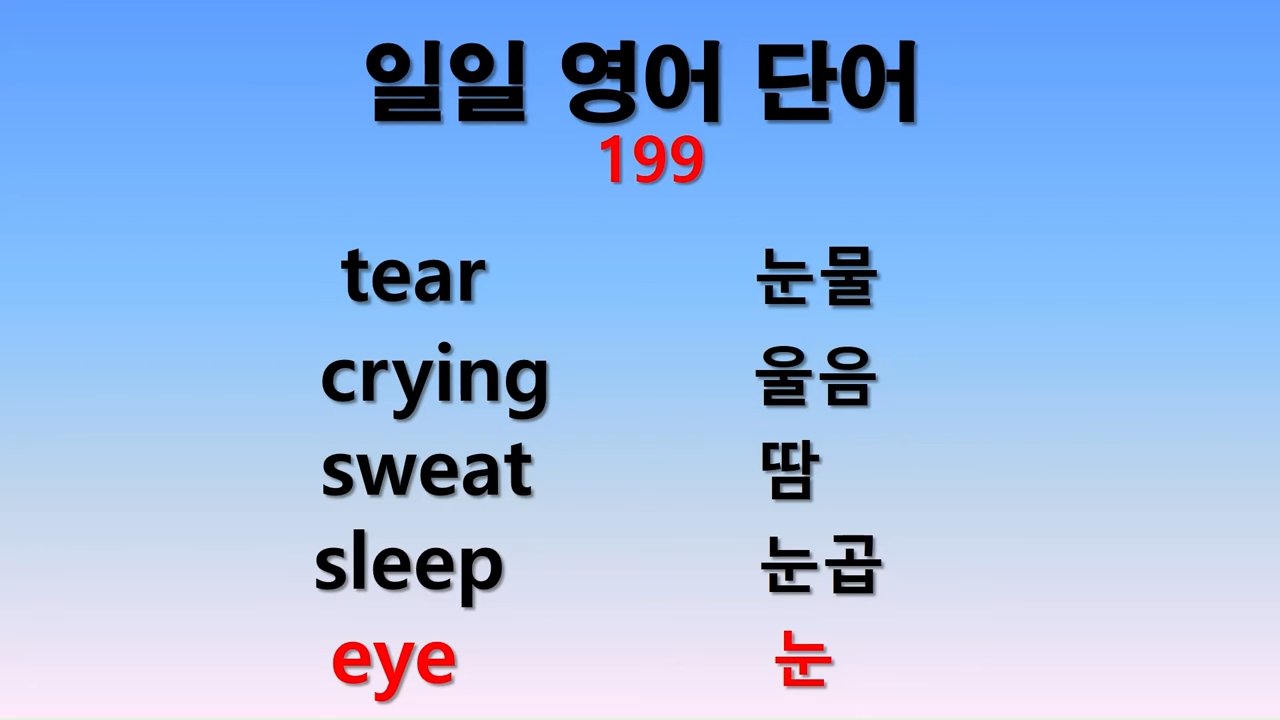 일일 영어 단어
199
tear 눈물
crying 울음
sweat 땀
sleep 눈곱
eye 눈